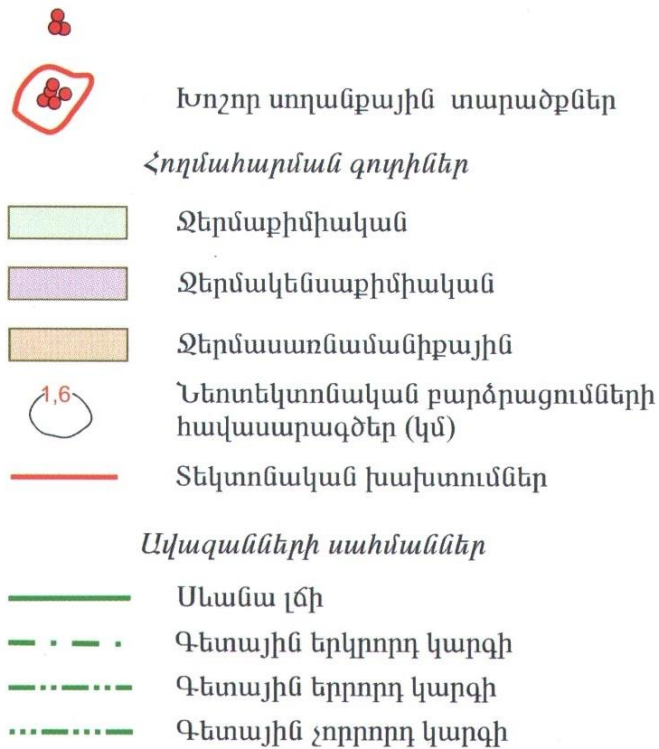 Խոշոր սողանքային տարածքներ
Հողմահարման գոտիներ
Ջերմաքիմիական
Ջերմակենսաքիմիական
Ջերմասառնամանիքային
1,6
Նեոտեկտոնական բարձրացումների
հավասարագծեր (կմ)
Տեկտոնական խախտումներ
Ավազանների սահմաններ
Սևանա լճի
Գետային երկրորդ կարգի
Գետային երրորդ կարգի
Գետային չորրորդ կարգի